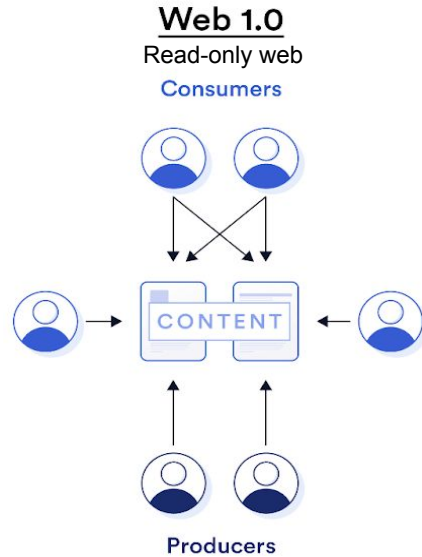 Web 1.0
Read-only web
Consumers
CONTENT
Producers